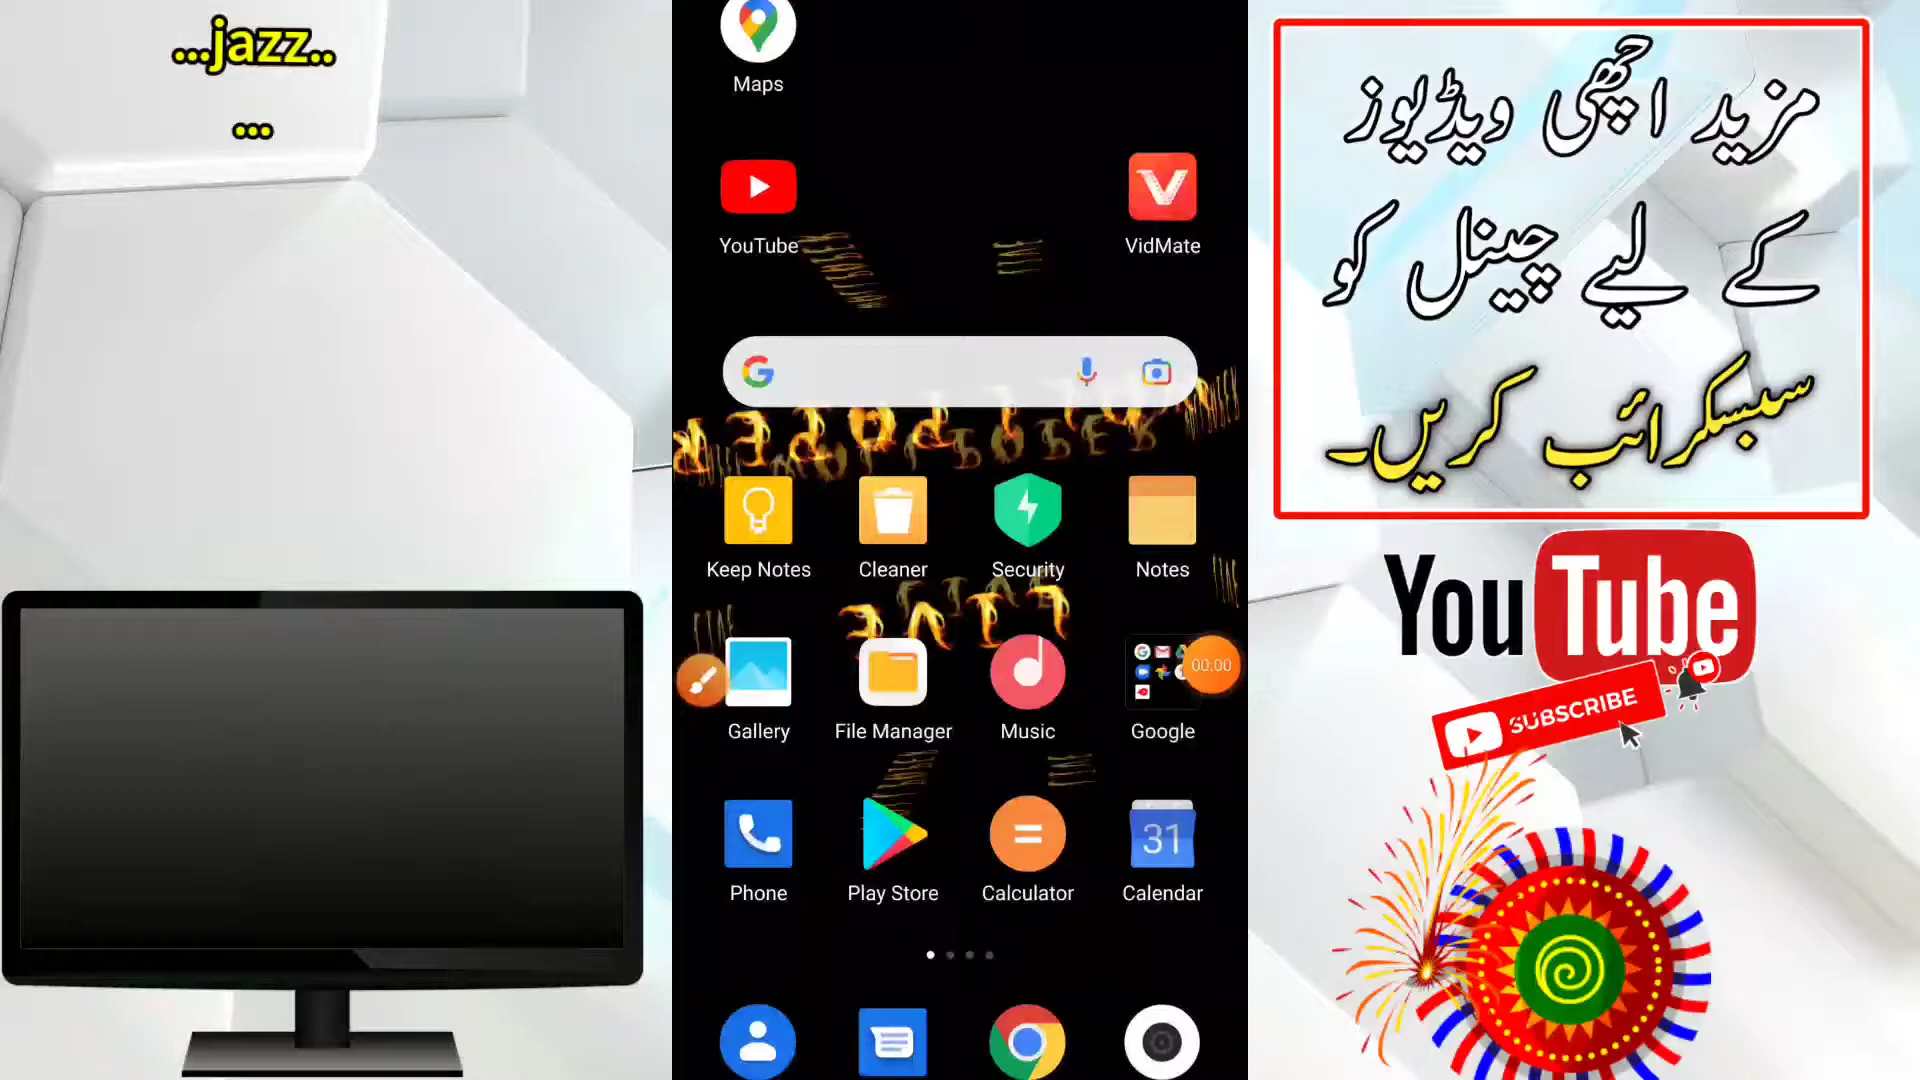 ...jazz..
...
Maps
YouTube
VidMate
Keep Notes
Cleaner
Security
Notes
Gallery
File Manager
Music
Google
00:00
Phone
Play Store
Calculator
31
Calendar
مزید اچھی ویڈیوز
کے لیے چینل کو
سبسکرائب کریں۔
YouTube
SUBSCRIBE